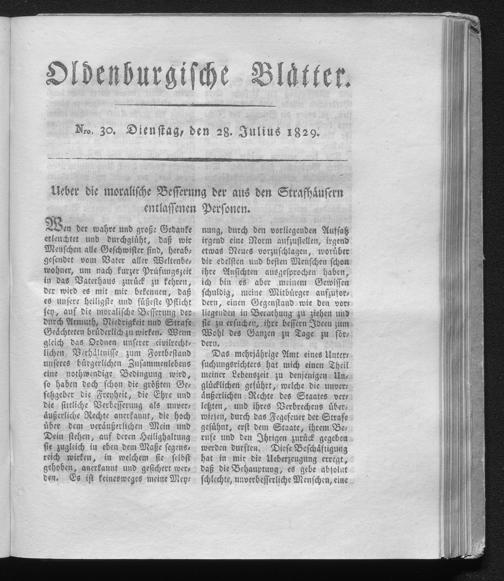 Oldenburgische Blätter.
Nro. 30. Dienstag, den 28. Julius 1829.
Ueber die moralische Besserung der aus den Strafhäusern
entlassenen Personen.
Wen der wahre und große Gedanke
erleuchtet und durchglüht, daß wir
Menschen alle Geschwister sind, herab-
gesendet vom Vater aller Weltenbe-
wohner, um nach kurzer Prüfungszeit
in das Vaterhaus zurück zu kehren,
der wird es mit mir bekennen, daß
es unsere heiligste und süßeste Pflicht
sey, auf die moralische Besserung der
durch Armuth, Niedrigkeit und Strafe
Geächteten brüderlich zu wirken. Wenn
gleich das Ordnen unserer civilrecht-
lichen Verhältnisse zum Fortbestand
unseres bürgerlichen Zusammenlebens
eine nothwendige Bedingung wird,
so haben doch schon die größten Ge-
setzgeber die Freyheit, die Ehre und
die sittliche Verbesserung als unver-
äußerliche Rechte anerkannt, die hoch
über dem veräußerlichen Mein und
Dein stehen, auf deren Heilighaltung
sie zugleich in eben dem Maße segens-
reich wirken, in welchem sie selbst
gehoben, anerkannt und gesichert wer-
den. Es ist keinesweges meine Mey-
nung, durch den vorliegenden Aufsatz
irgend eine Norm aufzustellen, irgend
etwas Neues vorzuschlagen, worüber
die edelsten und besten Menschen schon
ihre Ansichten ausgesprochen haben,
ich bin es aber meinem Gewissen
schuldig, meine Mitbürger aufzufor-
dern, einen Gegenstand wie den vor-
liegenden in Berathung zu ziehen und
sie zu ersuchen, ihre bessern Ideen zum
Wohl des Ganzen zu Tage zu för-
dern.
Das mehrjährige Amt eines Unter-
suchungsrichters hat mich einen Theil
meiner Lebenszeit zu denjenigen Un-
glücklichen geführt, welche die unver-
äußerlichen Rechte des Staates ver-
letzten, und ihres Verbrechens über-
wiesen, durch das Fegefeuer der Strafe
gesühnt, erst dem Staate, ihrem Be-
rufe und den Ihrigen zurück gegeben
werden durften. Diese Beschäftigung
hat in mir die Ueberzeugung erregt,
daß die Behauptung, es gebe absolut
schlechte, unverbesserliche Menschen, eine